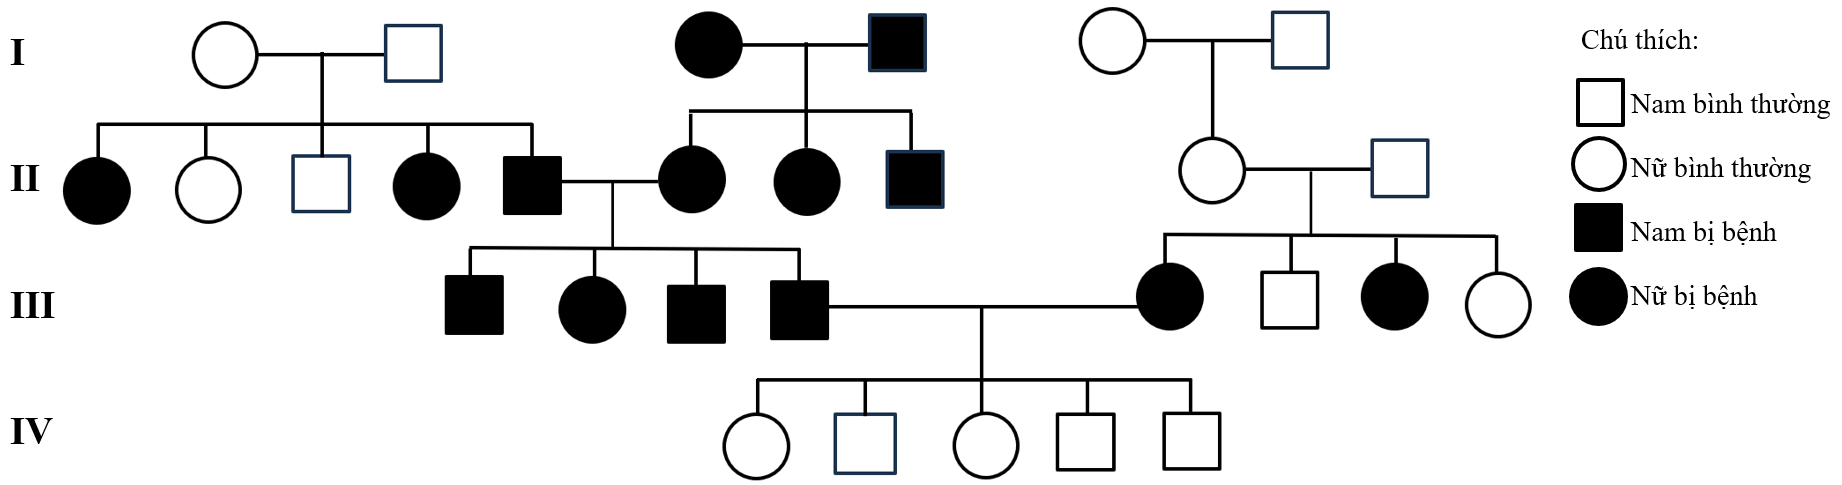 I
II
III
IV
Chú thích:
Nam bình thường
Nữ bình thường
Nam bị bệnh
Nữ bị bệnh